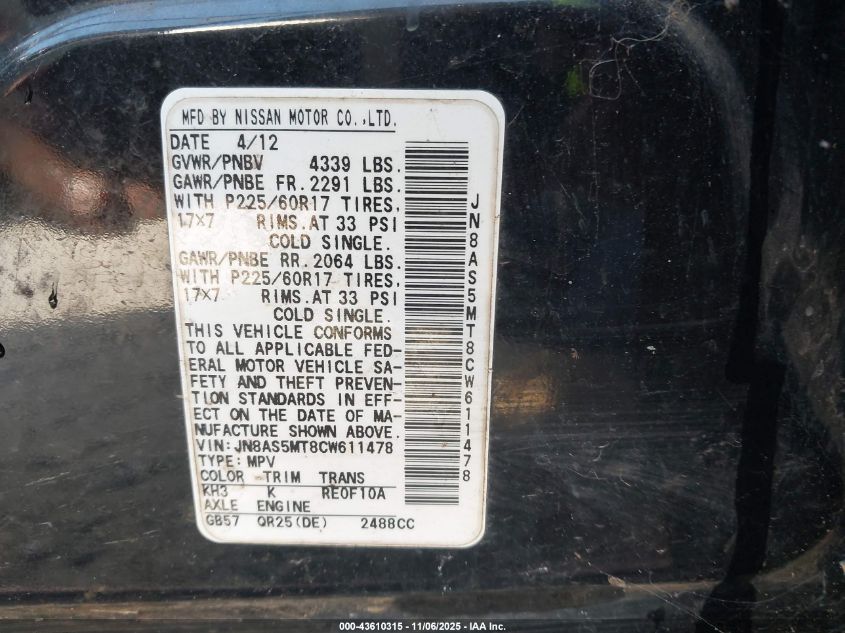 MFD BY NISSAN MOTOR CO.,LTD.
DATE 4/12
GVWR/PNBV 4339 LBS.
GAWR/PNBE FR.2291 LBS.
WITH P225/60R17 TIRES.
17×7 RIMS.AT 33 PSI
COLD SINGLE.
GAWR/PNBE RR.2064 LBS.
WITH P225/60R17 TIRES.
17×7 RIMS.AT 33 PSI
COLD SINGLE.
THIS VEHICLE CONFORMS
TO ALL APPLICABLE FED-
ERAL MOTOR VEHICLE SA-
FETY AND THEFT PREVEN-
TION STANDARDS IN EFF-
ECT ON THE DATE OF MA-
NUFACTURE SHOWN ABOVE.
VIN:JN8AS5MT8CW611478
TYPE:MPV
COLOR TRIM TRANS
KH3 K RE0F10A
AXLE ENGINE
GB57 QR25(DE) 2488CC
JN8AS5MT8CW611478
000-43610315 - 11/06/2025 - IAA Inc.